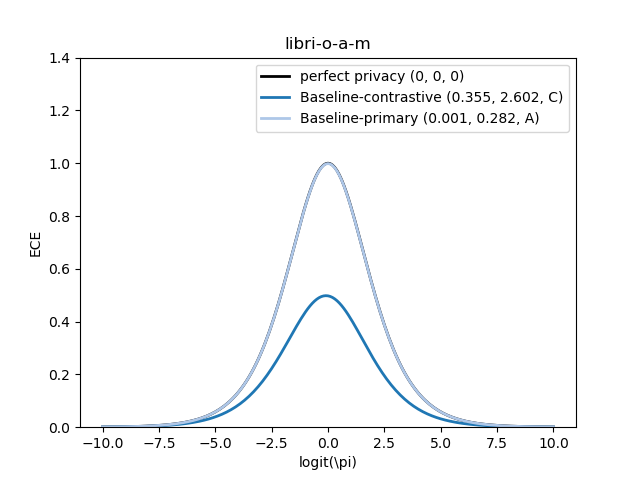 libri-o-a-m
perfect privacy (0, 0, 0)
Baseline-contrastive (0.355, 2.602, C)
Baseline-primary (0.001, 0.282, A)
ECE
1.4
1.2
1.0
0.8
0.6
0.4
0.2
0.0
−10.0 −7.5 −5.0 −2.5 0.0 2.5 5.0 7.5 10.0
logit(\pi)